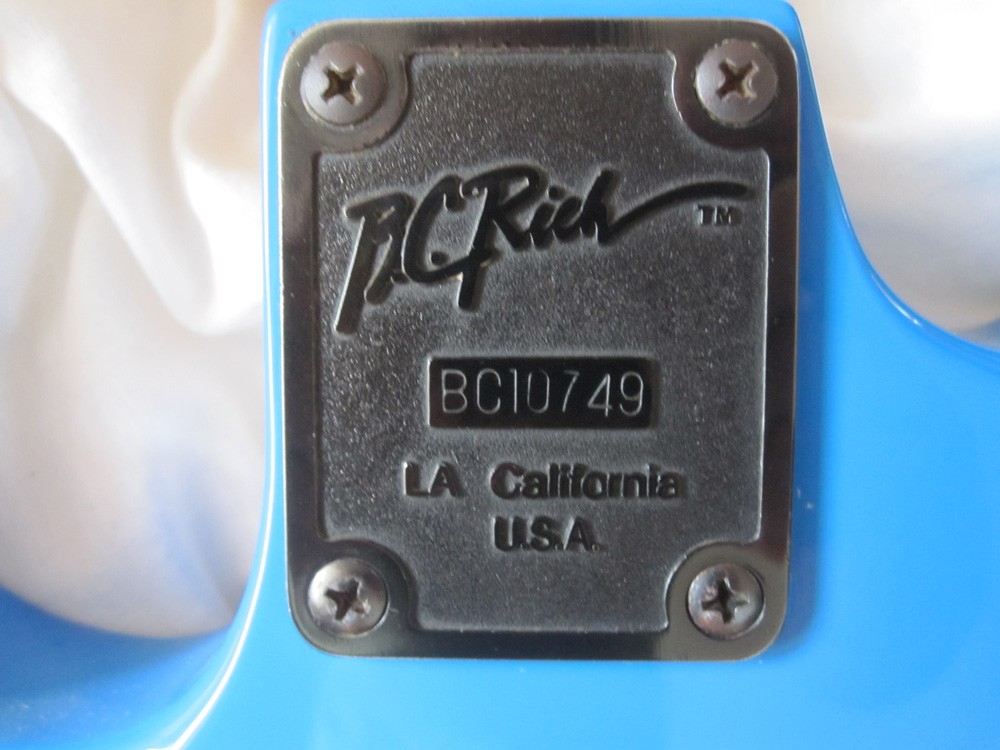 B.C. Rich ™
BC10749
LA California
U.S.A.